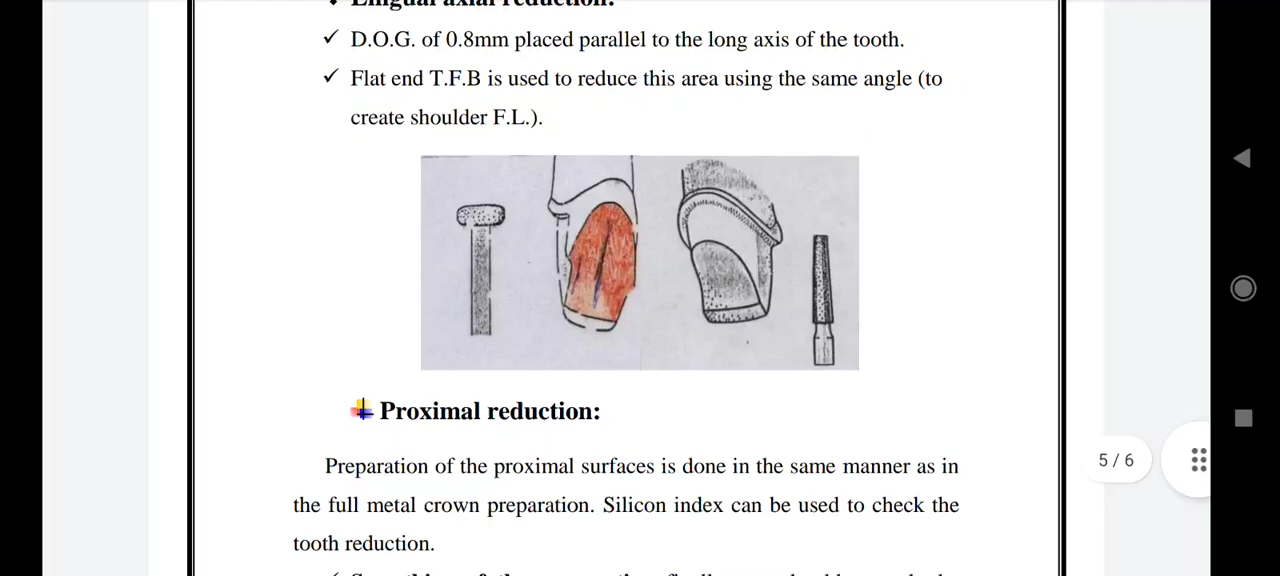 Lingual axial reduction:
✓ D.O.G. of 0.8mm placed parallel to the long axis of the tooth.
✓ Flat end T.F.B is used to reduce this area using the same angle (to
create shoulder F.L.).
Proximal reduction:
Preparation of the proximal surfaces is done in the same manner as in
the full metal crown preparation. Silicon index can be used to check the
tooth reduction.
5 / 6